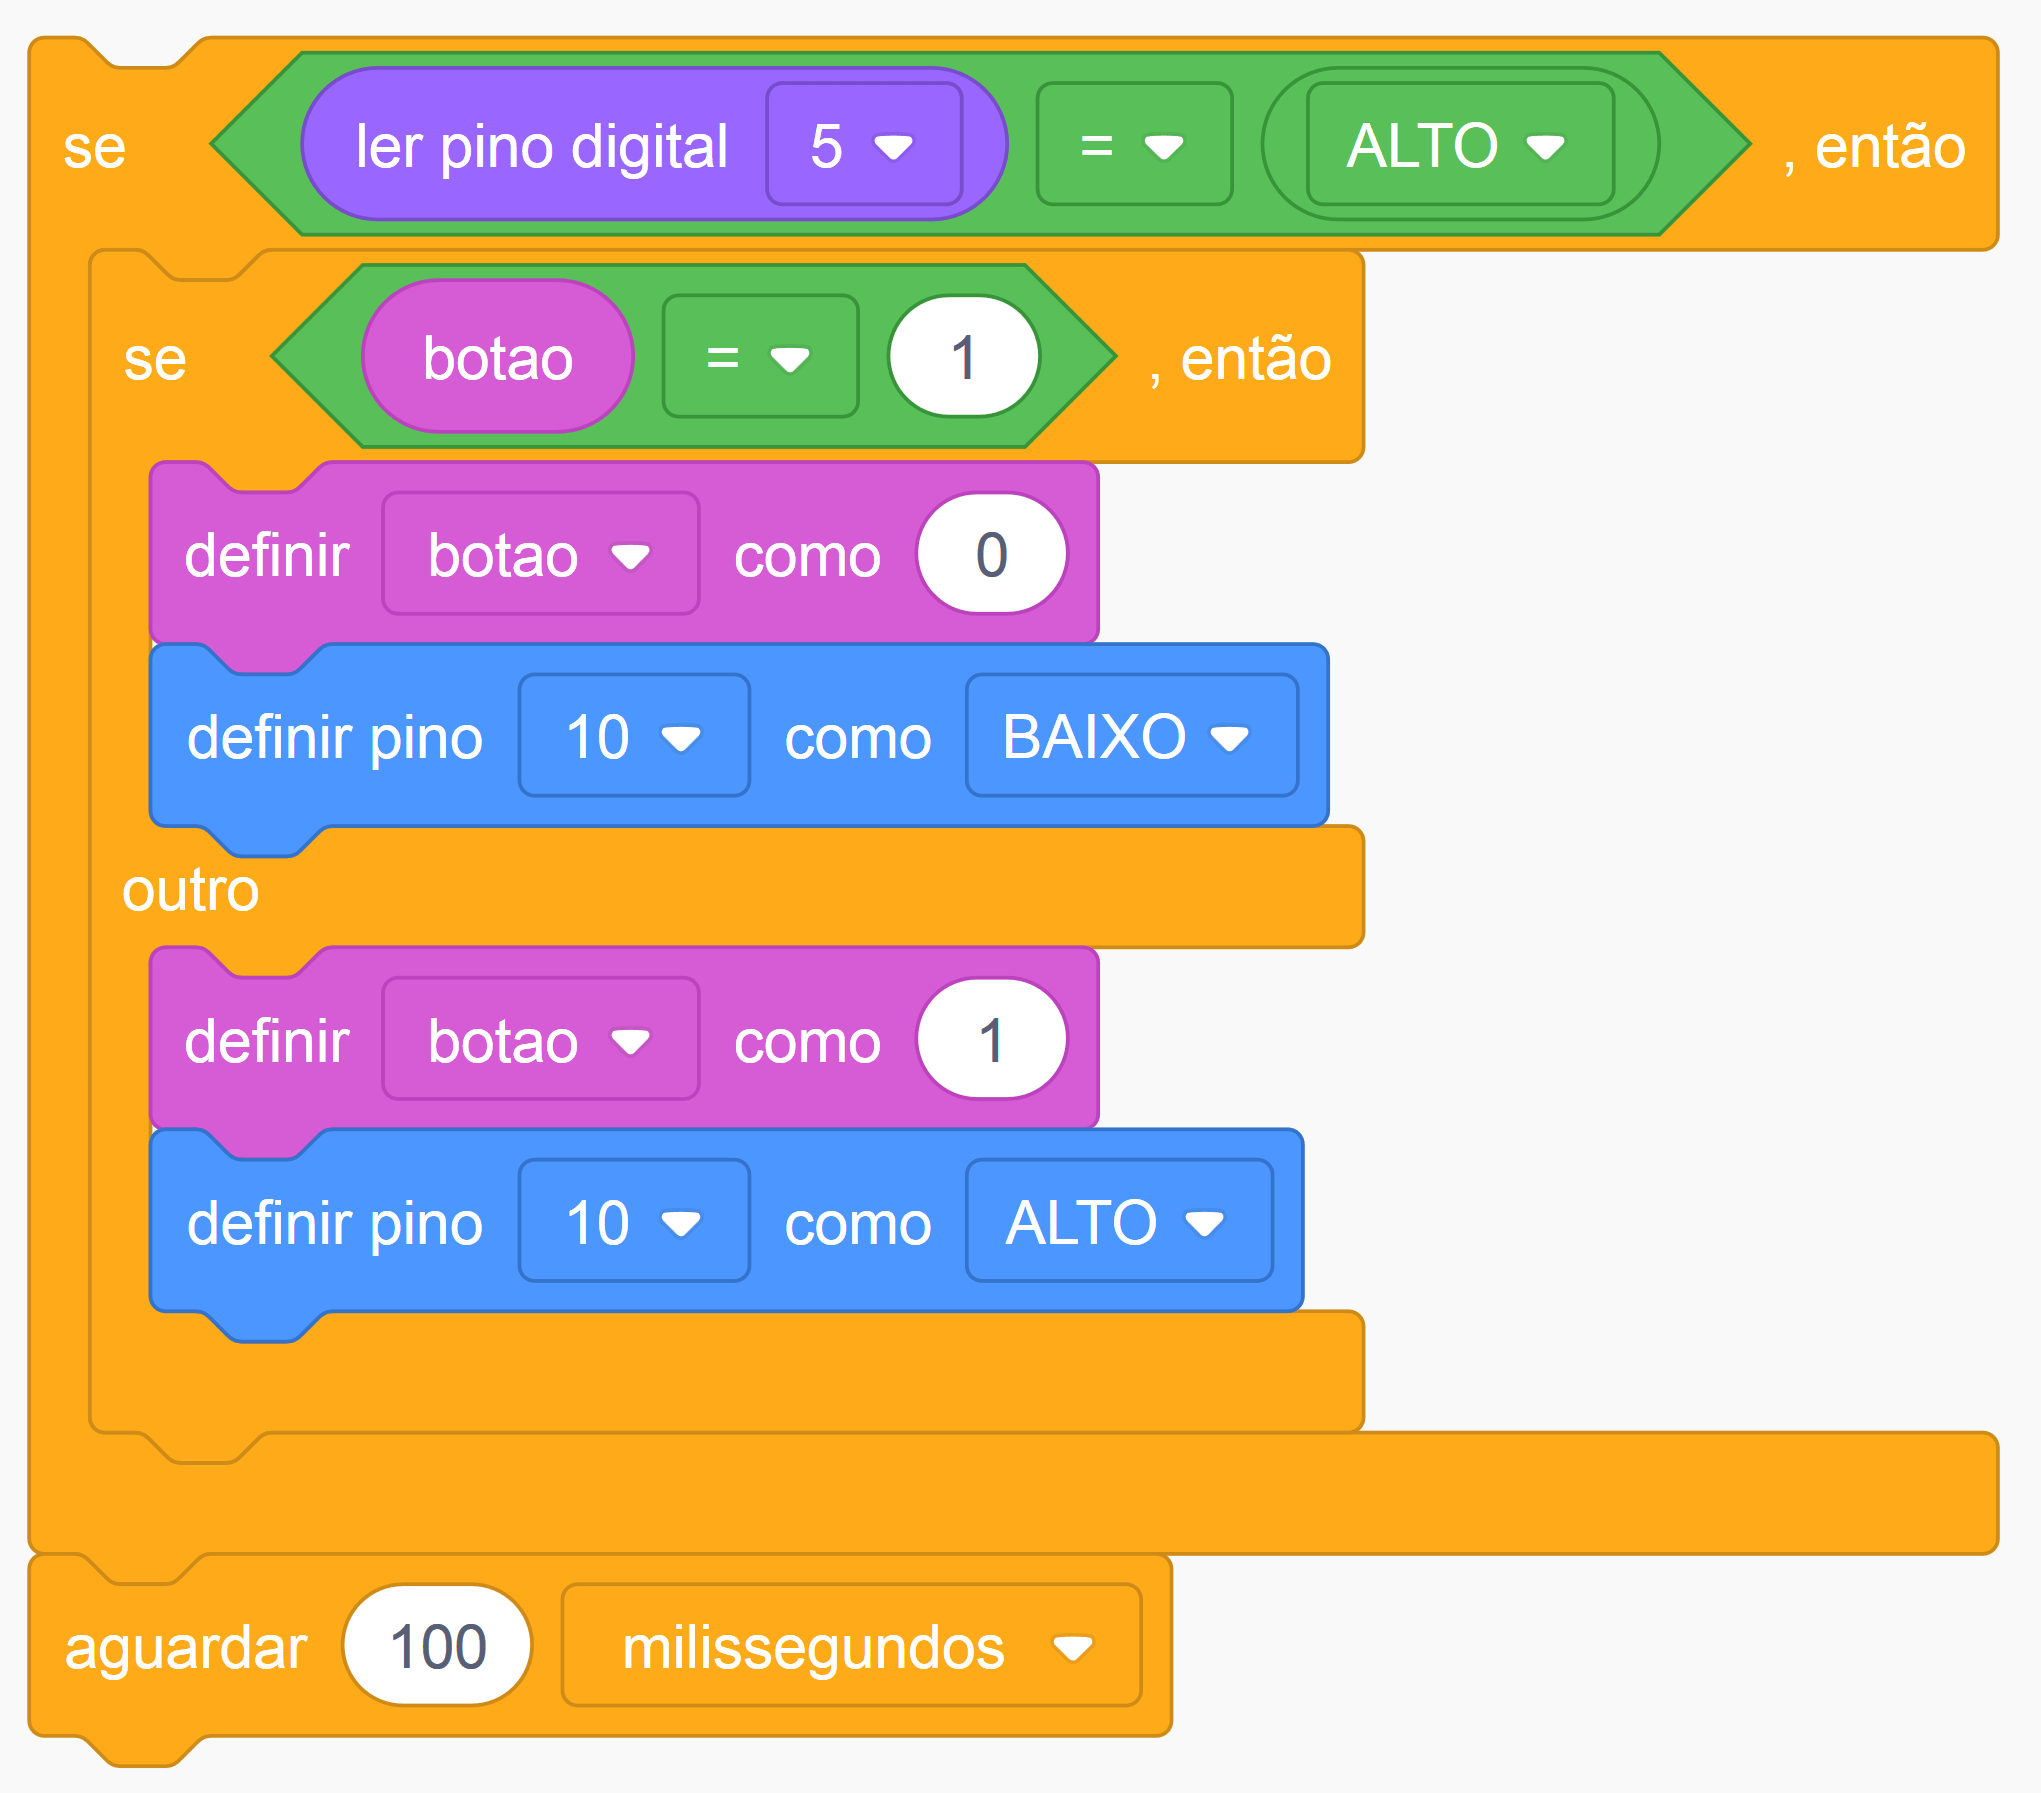 se ler pino digital 5 = ALTO , então
se botao = 1 , então
definir botao como 0
definir pino 10 como BAIXO
outro
definir botao como 1
definir pino 10 como ALTO
aguardar 100 milissegundos